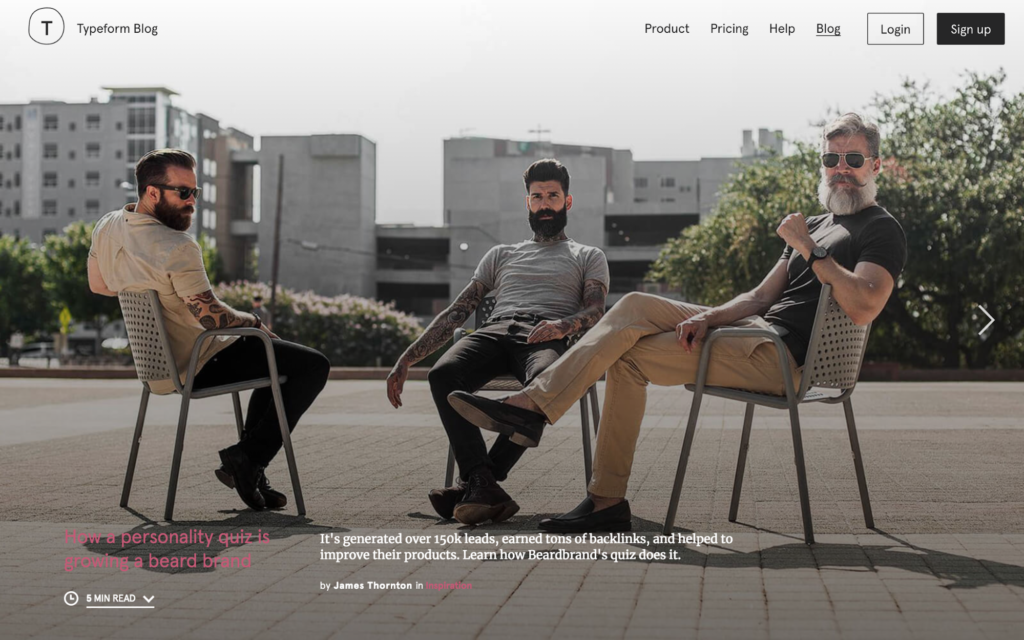 T
Typeform Blog
Product
Pricing
Help
Blog
Login
Sign up
How a personality quiz is
growing a beard brand
5 MIN READ
It's generated over 150k leads, earned tons of backlinks, and helped to
improve their products. Learn how Beardbrand's quiz does it.
by James Thornton in